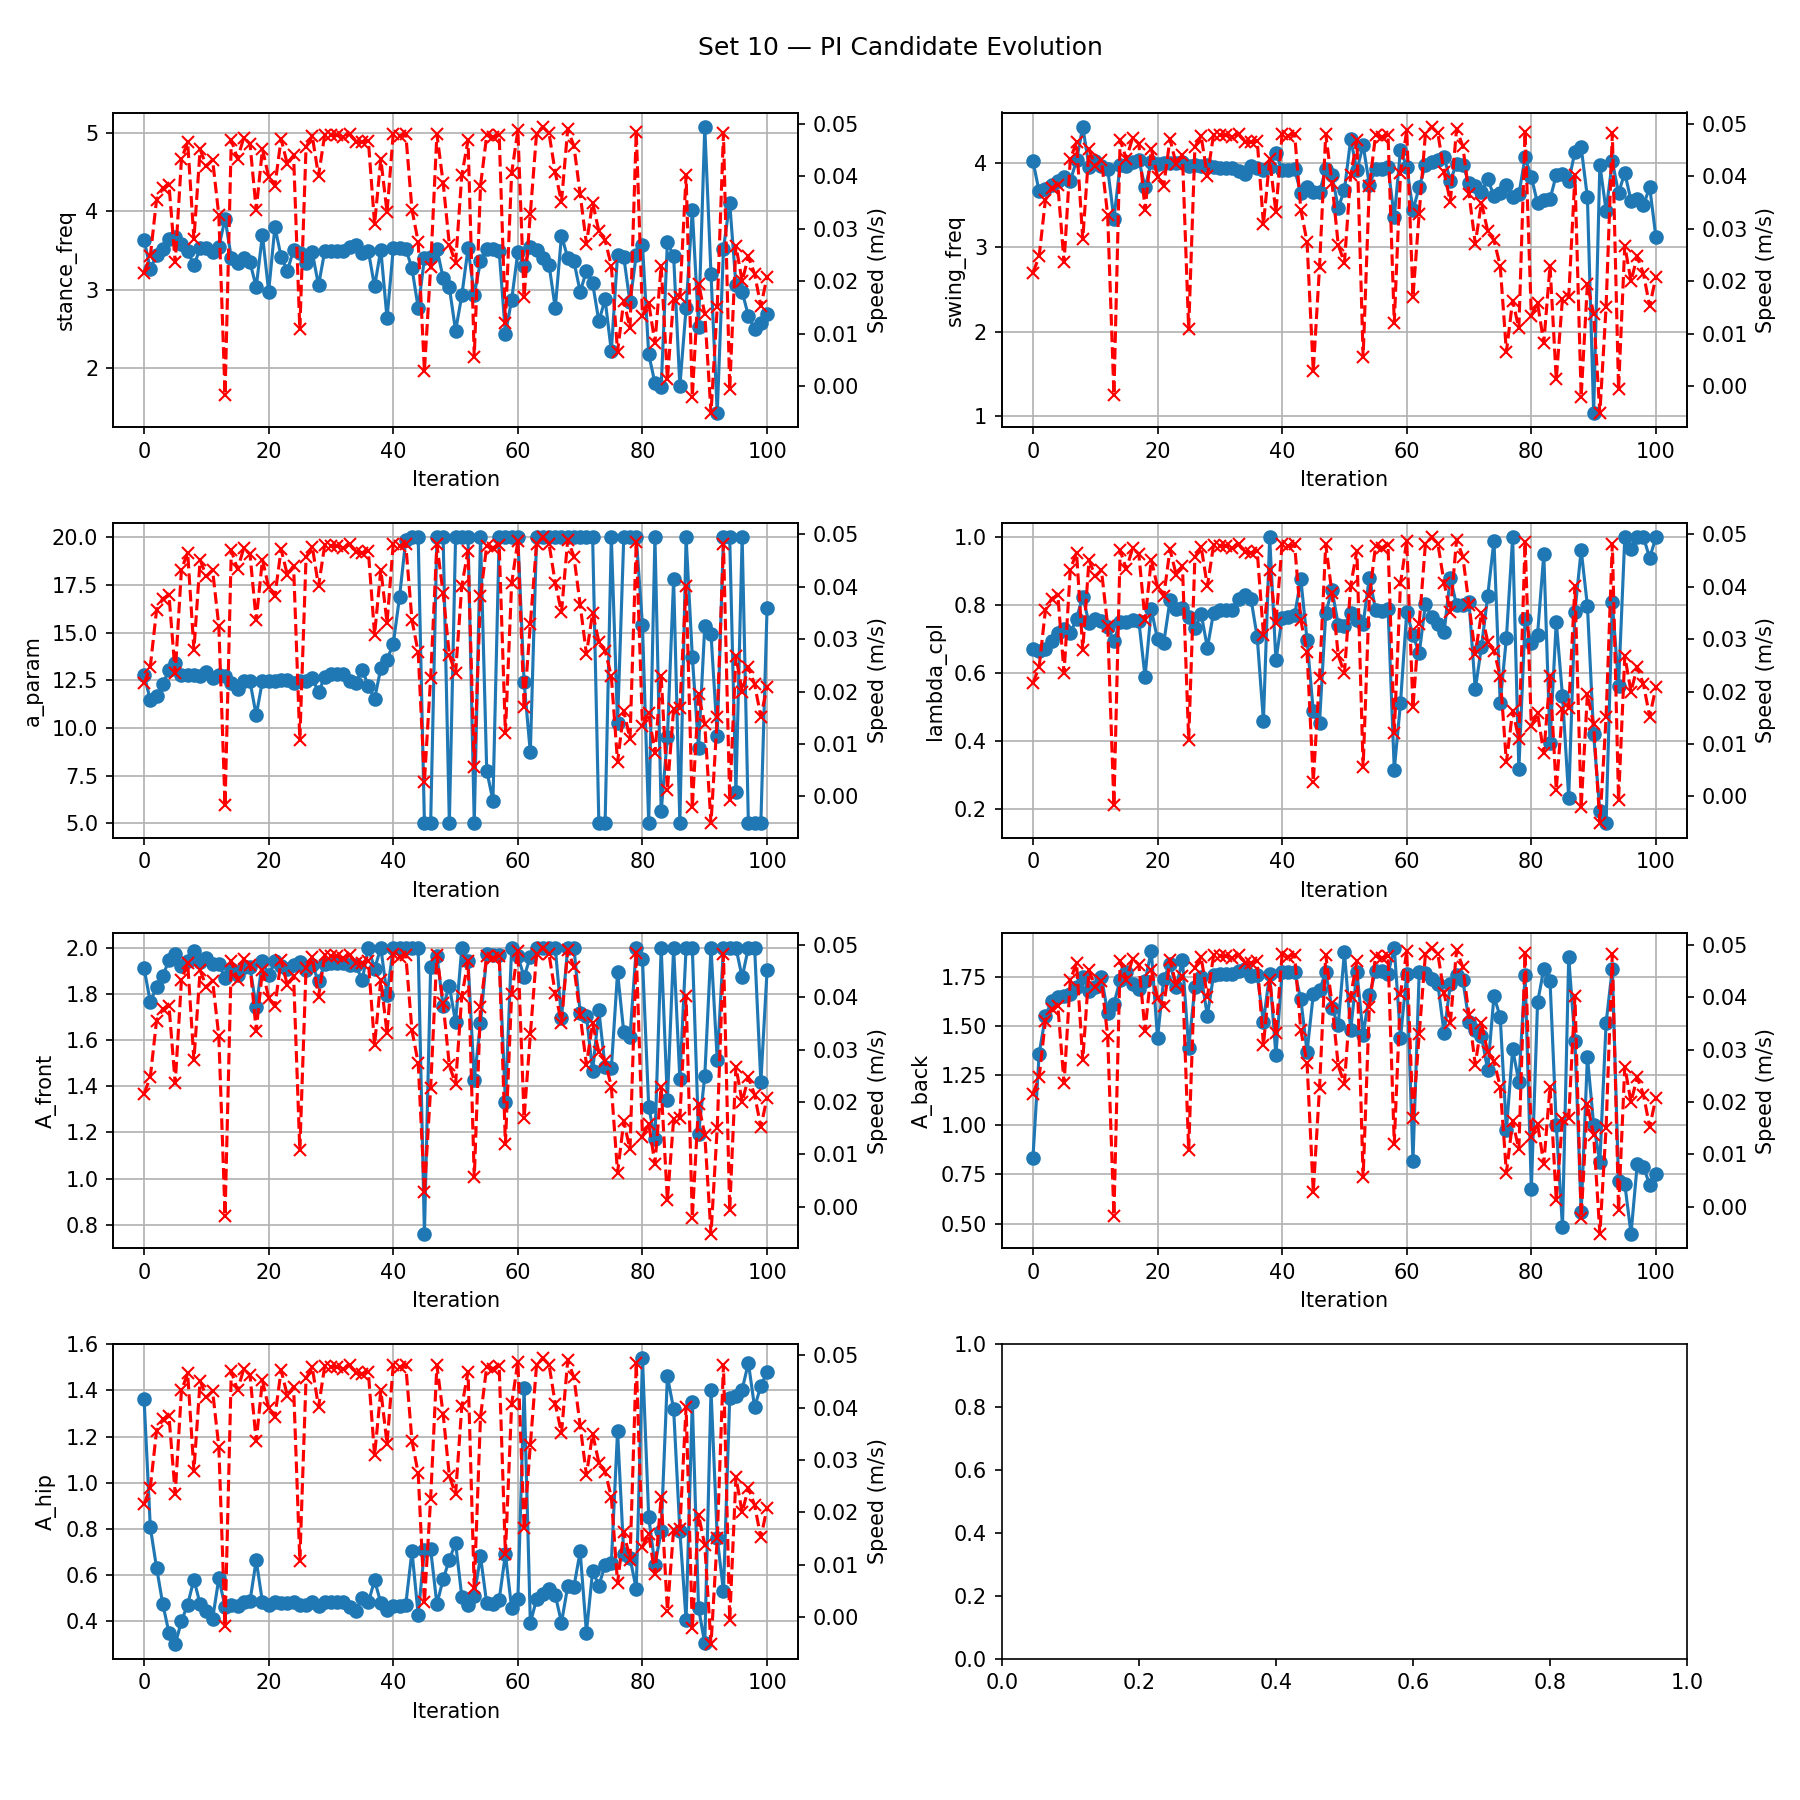 Set 10 — PI Candidate Evolution
stance_freq
5
4
3
2
0.05
0.04
0.03
0.02
0.01
0.00
Speed (m/s)
0 20 40 60 80 100
Iteration
swing_freq
4
3
2
1
0.05
0.04
0.03
0.02
0.01
0.00
Speed (m/s)
0 20 40 60 80 100
Iteration
a_param
20.0
17.5
15.0
12.5
10.0
7.5
5.0
0.05
0.04
0.03
0.02
0.01
0.00
Speed (m/s)
0 20 40 60 80 100
Iteration
lambda_cpl
1.0
0.8
0.6
0.4
0.2
0.05
0.04
0.03
0.02
0.01
0.00
Speed (m/s)
0 20 40 60 80 100
Iteration
A_front
2.0
1.8
1.6
1.4
1.2
1.0
0.8
0.05
0.04
0.03
0.02
0.01
0.00
Speed (m/s)
0 20 40 60 80 100
Iteration
A_back
1.75
1.50
1.25
1.00
0.75
0.50
0.05
0.04
0.03
0.02
0.01
0.00
Speed (m/s)
0 20 40 60 80 100
Iteration
A_hip
1.6
1.4
1.2
1.0
0.8
0.6
0.4
0.05
0.04
0.03
0.02
0.01
0.00
Speed (m/s)
0 20 40 60 80 100
Iteration
1.0
0.8
0.6
0.4
0.2
0.0
0.0 0.2 0.4 0.6 0.8 1.0